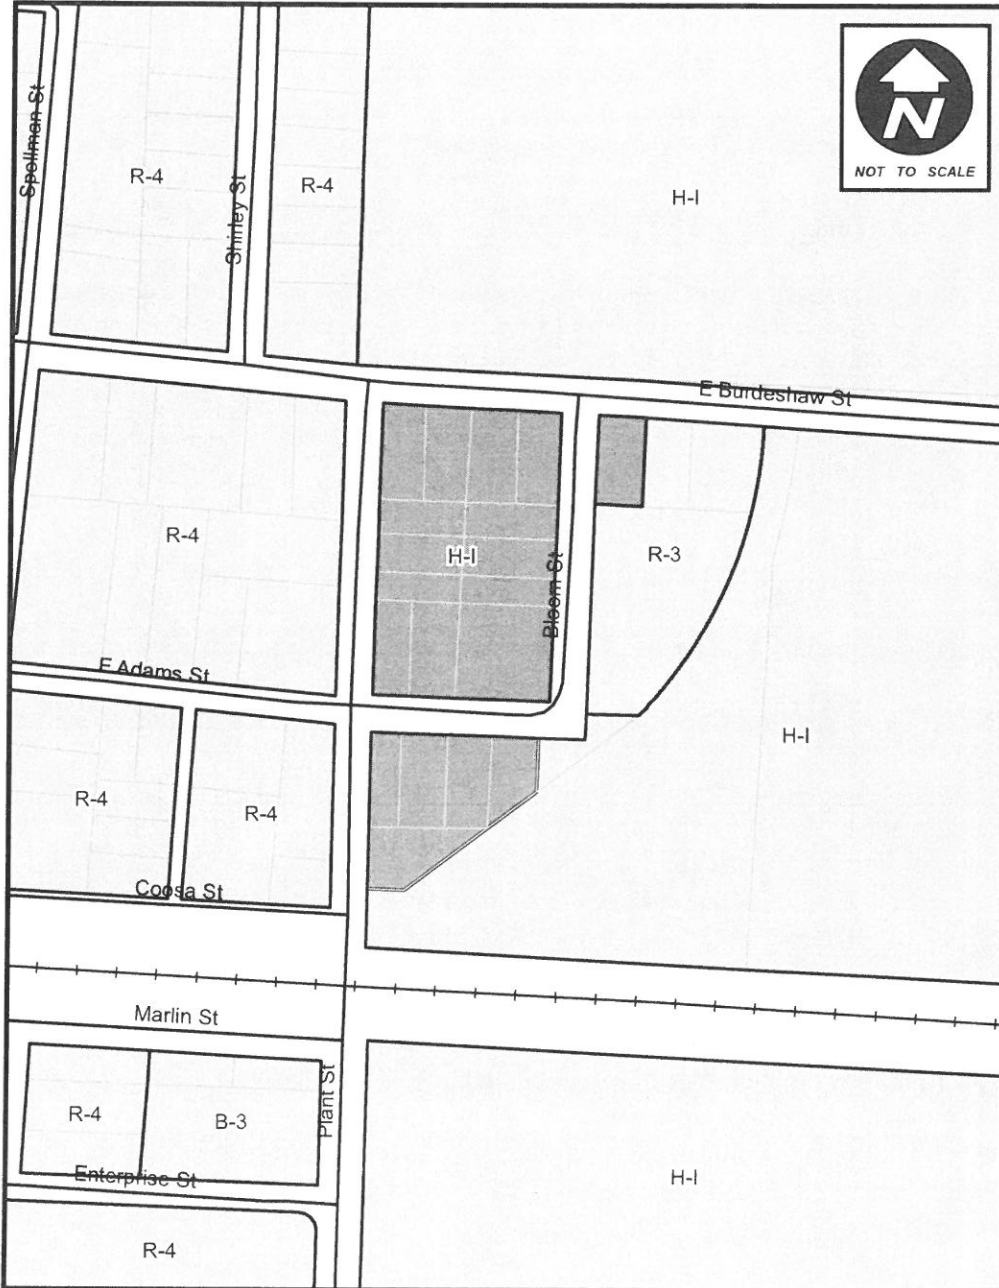 N
NOT TO SCALE
Spellman St
R-4
Shirley St
R-4
H-I
E Burdeshaw St
R-4
H-I
Bloom St
R-3
E Adams St
H-I
R-4
R-4
Coosa St
Marlin St
Plant St
R-4
B-3
Enterprise St
H-I
R-4